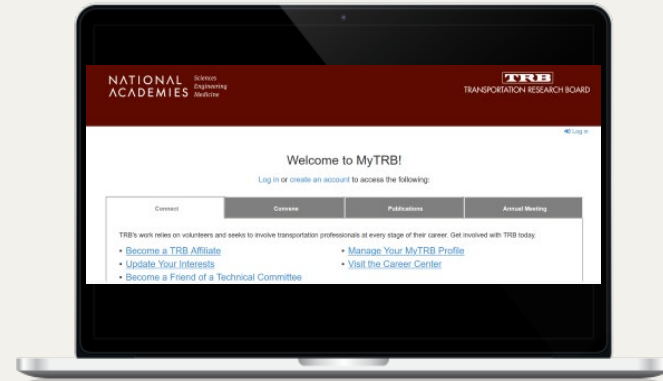 NATIONAL ACADEMIES
Sciences
Engineering
Medicine
TRB
TRANSPORTATION RESEARCH BOARD
Log in
Welcome to MyTRB!
Log in or create an account to access the following:
Connect
Convene
Publications
Annual Meeting
TRB's work relies on volunteers and seeks to involve transportation professionals at every stage of their career. Get involved with TRB today.
• Become a TRB Affiliate
• Update Your Interests
• Become a Friend of a Technical Committee
• Manage Your MyTRB Profile
• Visit the Career Center